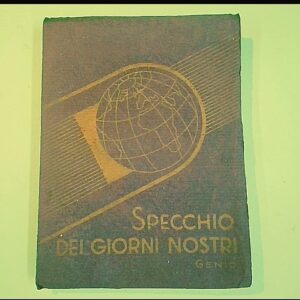 SPECCHIO
DEI GIORNI NOSTRI
GENIO